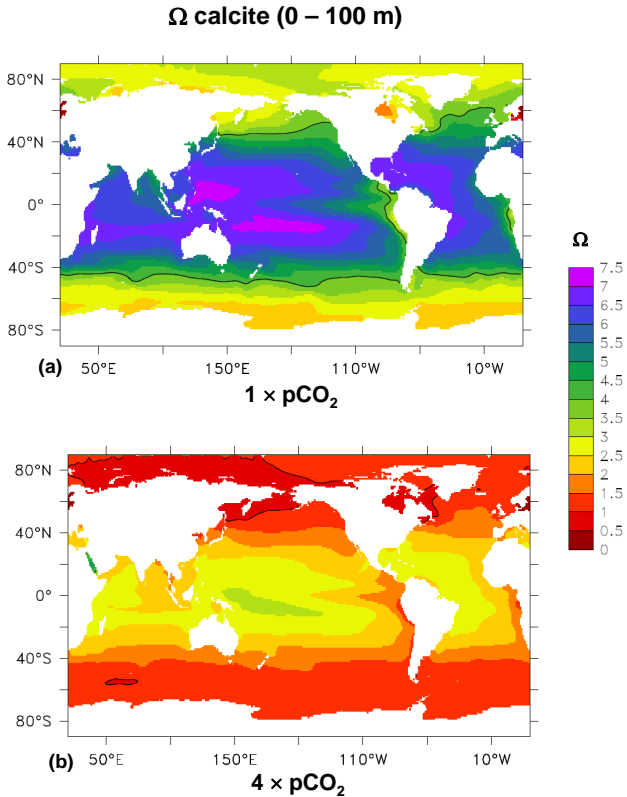 Ω calcite (0 – 100 m)
80°N
40°N
0°
40°S
80°S
(a)
50°E
150°E
110°W
10°W
1 × pCO₂
Ω
7.5
7
6.5
6
5.5
5
4.5
4
3.5
3
2.5
2
1.5
1
0.5
0
80°N
40°N
0°
40°S
80°S
(b)
50°E
150°E
110°W
10°W
4 × pCO₂